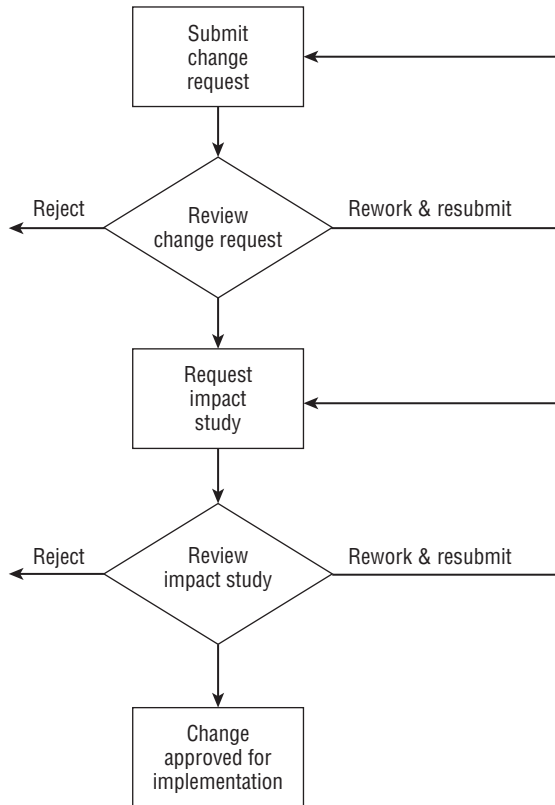 Submit
change
request
Reject
Review
change request
Rework & resubmit
Request
impact
study
Reject
Review
impact study
Rework & resubmit
Change
approved for
implementation